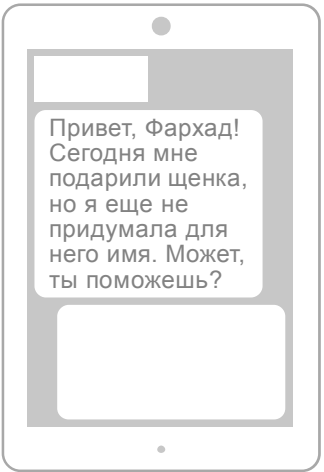 Привет, Фархад!
Сегодня мне
подарили щенка,
но я еще не
придумала для
него имя. Может,
ты поможешь?